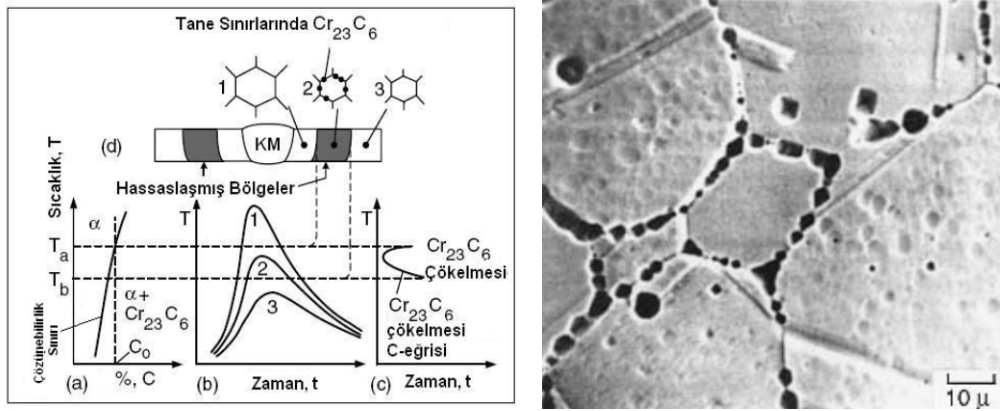 Tane Sınırlarında Cr23C6
1
2
3
(d)
KM
Hassaslaşmış Bölgeler
Sıcaklık, T
α
Ta
Tb
α+
Cr23C6
Çözünebilirlik
Sınırı
C0
(a)
%, C
T
1
2
3
(b)
Zaman, t
T
Cr23C6
Çökelmesi
Cr23C6
çökelmesi
C-eğrisi
(c)
Zaman, t
10 μ